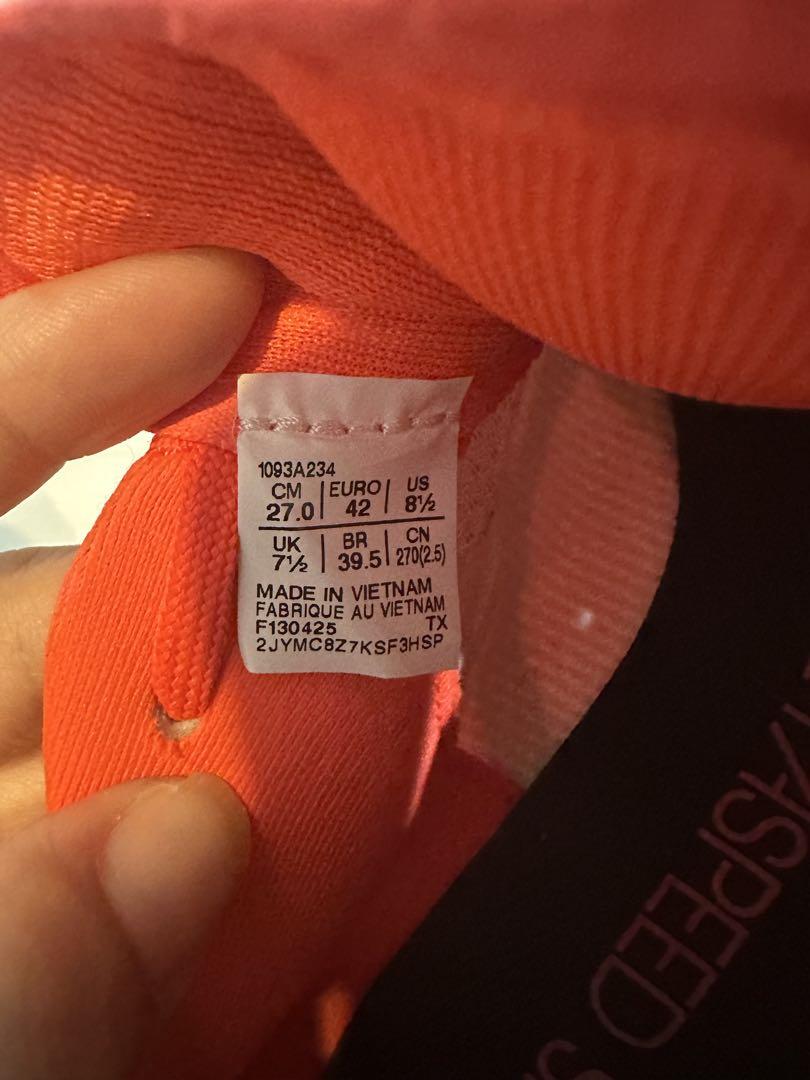 1093A234
CM | EURO | US
27.0 | 42 | 8½
UK | BR | CN
7½ | 39.5 | 270(2.5)
MADE IN VIETNAM
FABRIQUE AU VIETNAM
F130425 TX
2JYMC8Z7KSF3HSP